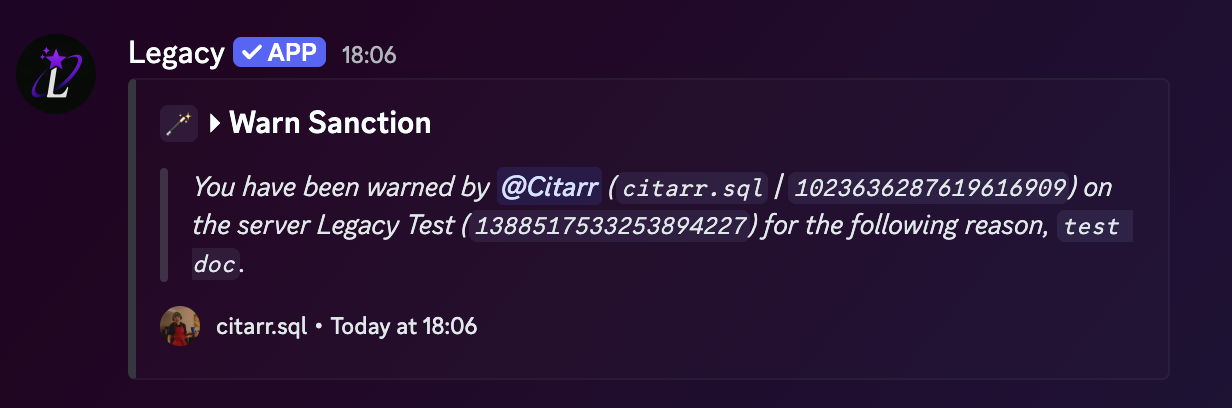 Legacy ✓ APP 18:06
Warn Sanction
You have been warned by @Citarr (citarr.sql | 1023636287619616909) on
the server Legacy Test (1388517533253894227) for the following reason, test
doc.
citarr.sql • Today at 18:06
L